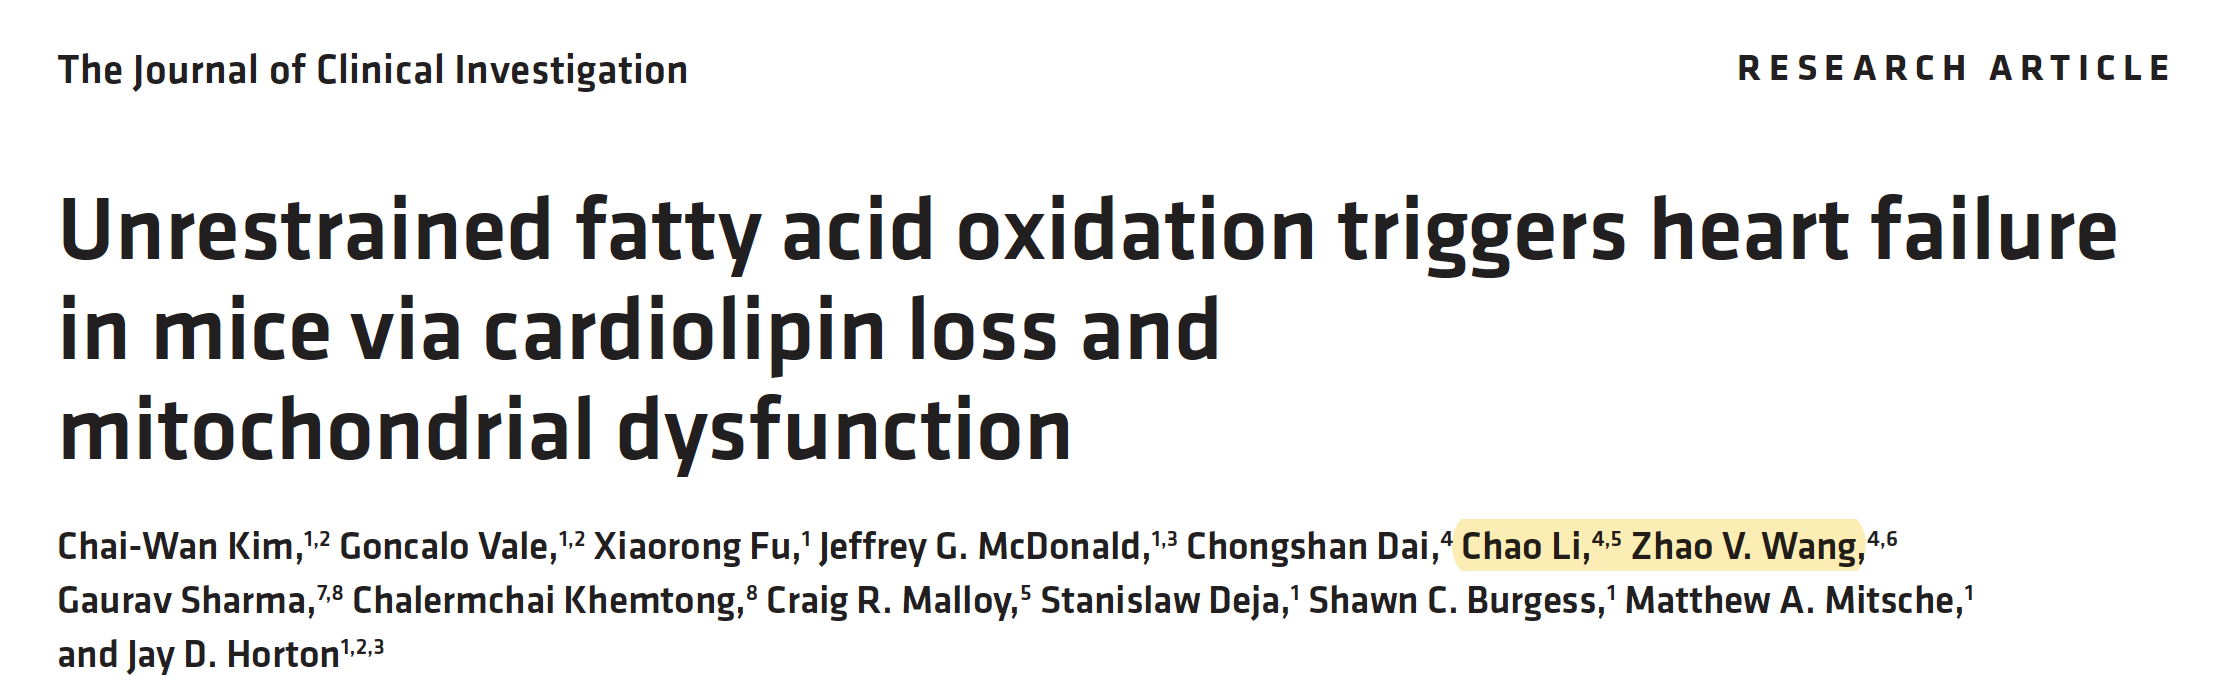 The Journal of Clinical Investigation
RESEARCH ARTICLE
Unrestrained fatty acid oxidation triggers heart failure
in mice via cardiolipin loss and
mitochondrial dysfunction
Chai-Wan Kim,1,2 Goncalo Vale,1,2 Xiaorong Fu,1 Jeffrey G. McDonald,1,3 Chongshan Dai,4 Chao Li,4,5 Zhao V. Wang,4,6
Gaurav Sharma,7,8 Chalermchai Khemtong,8 Craig R. Malloy,5 Stanislaw Deja,1 Shawn C. Burgess,1 Matthew A. Mitsche,1
and Jay D. Horton1,2,3